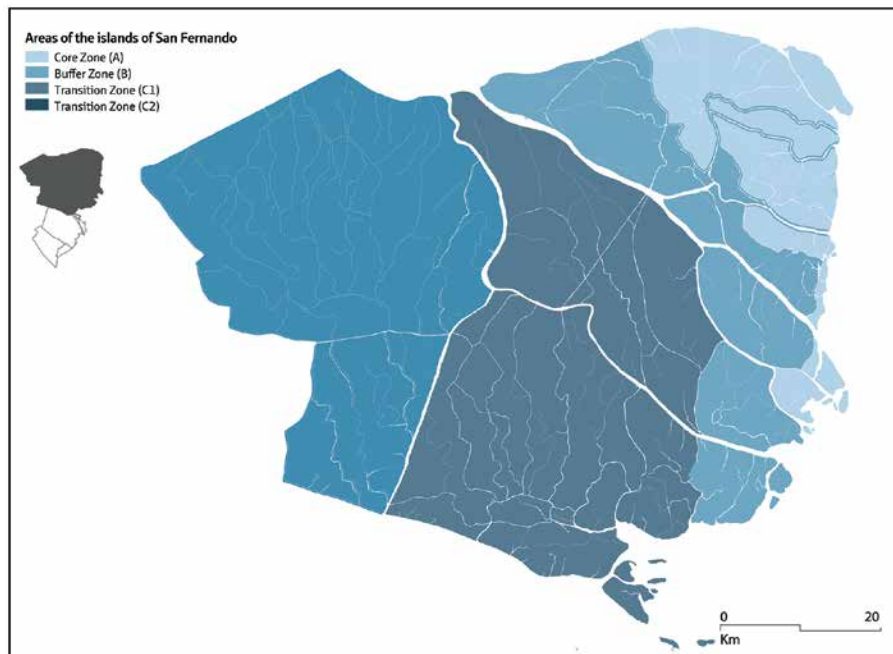 Areas of the islands of San Fernando
Core Zone (A)
Buffer Zone (B)
Transition Zone (C1)
Transition Zone (C2)
0 20
Km